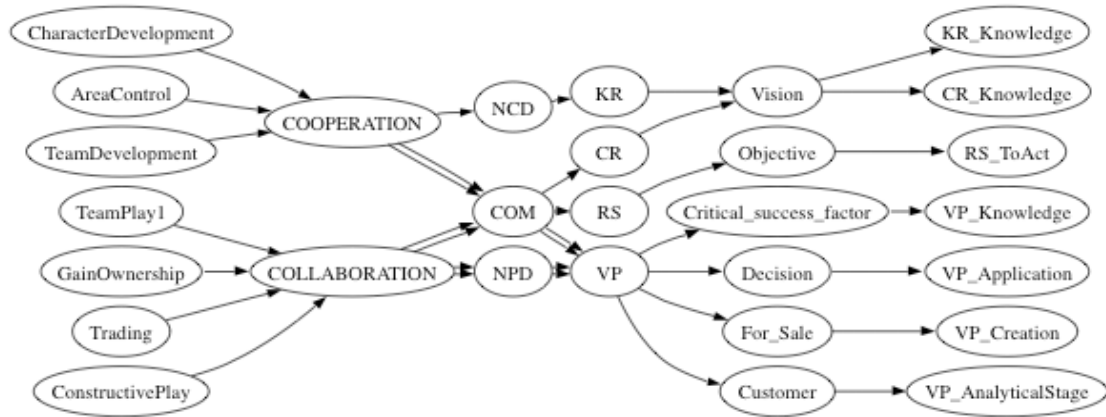 CharacterDevelopment
KR_Knowledge
AreaControl
NCD
KR
Vision
CR_Knowledge
COOPERATION
TeamDevelopment
CR
Objective
RS_ToAct
TeamPlay1
COM
RS
Critical_success_factor
VP_Knowledge
GainOwnership
COLLABORATION
NPD
VP
Decision
VP_Application
Trading
For_Sale
VP_Creation
ConstructivePlay
Customer
VP_AnalyticalStage